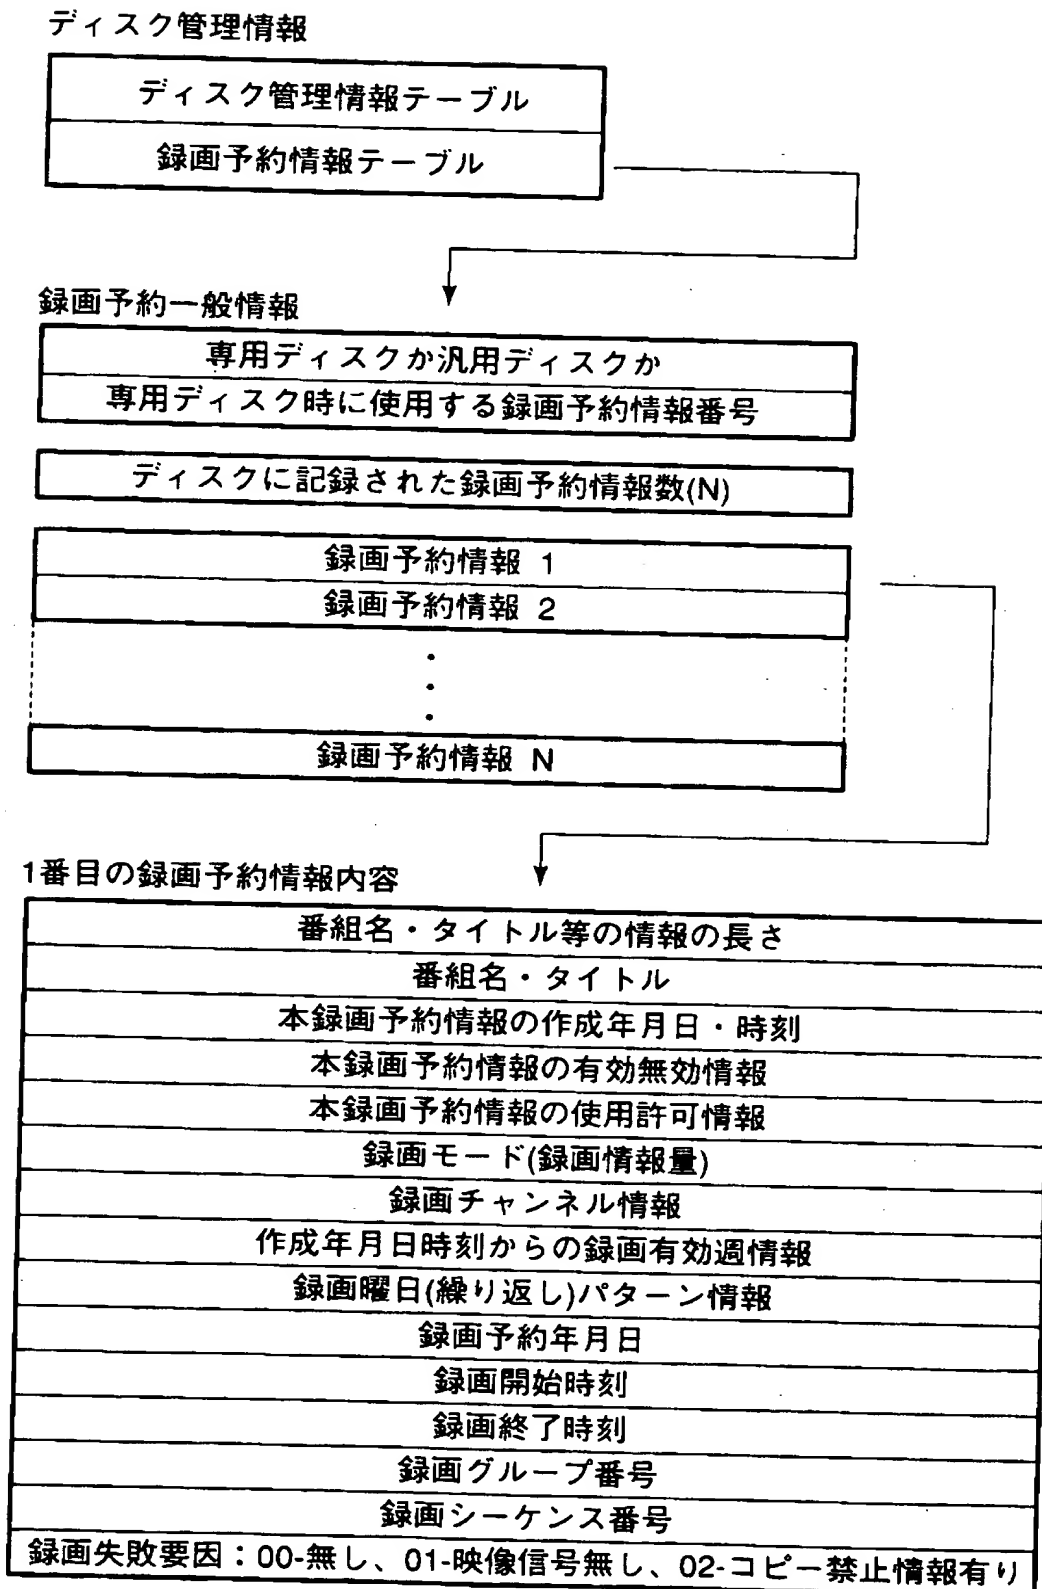 ディスク管理情報
ディスク管理情報テーブル
録画予約情報テーブル
録画予約一般情報
専用ディスクか汎用ディスクか
専用ディスク時に使用する録画予約情報番号
ディスクに記録された録画予約情報数(N)
録画予約情報 1
録画予約情報 2
録画予約情報 N
1番目の録画予約情報内容
番組名・タイトル等の情報の長さ
番組名・タイトル
本録画予約情報の作成年月日・時刻
本録画予約情報の有効無効情報
本録画予約情報の使用許可情報
録画モード(録画情報量)
録画チャンネル情報
作成年月日時刻からの録画有効週情報
録画曜日(繰り返し)パターン情報
録画予約年月日
録画開始時刻
録画終了時刻
録画グループ番号
録画シーケンス番号
録画失敗要因：00-無し、01-映像信号無し、02-コピー禁止情報有り